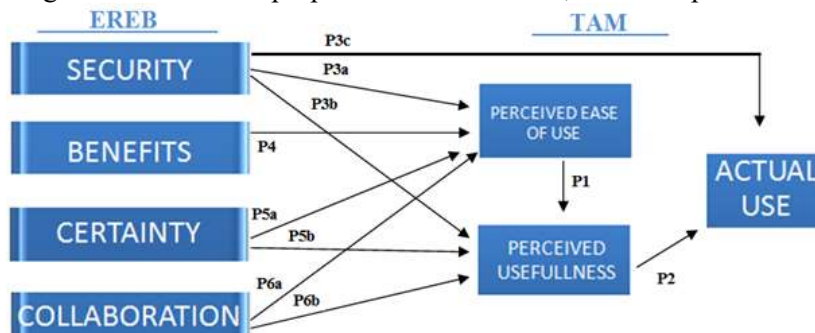 EREB
TAM
P3c
SECURITY
P3a
P3b
PERCEIVED EASE
OF USE
BENEFITS
P4
P1
ACTUAL
USE
P5a
CERTAINTY
P5b
PERCEIVED
USEFULLNESS
P2
P6a
P6b
COLLABORATION